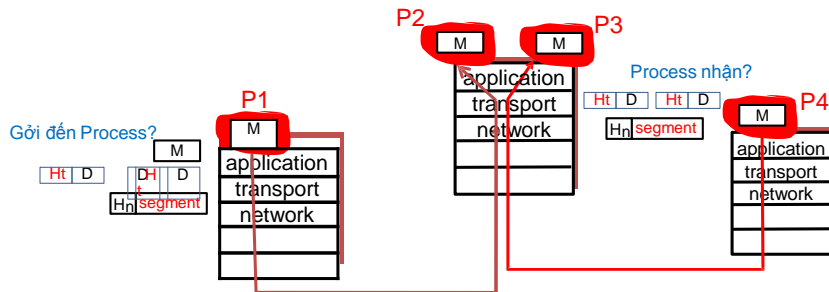 P2
M
M
P3
application
transport
network
Process nhận?
Ht D
Ht D
Hn segment
M
P4
application
transport
network
P1
M
Gởi đến Process?
M
Ht D
D H t D
Hn segment
application
transport
network